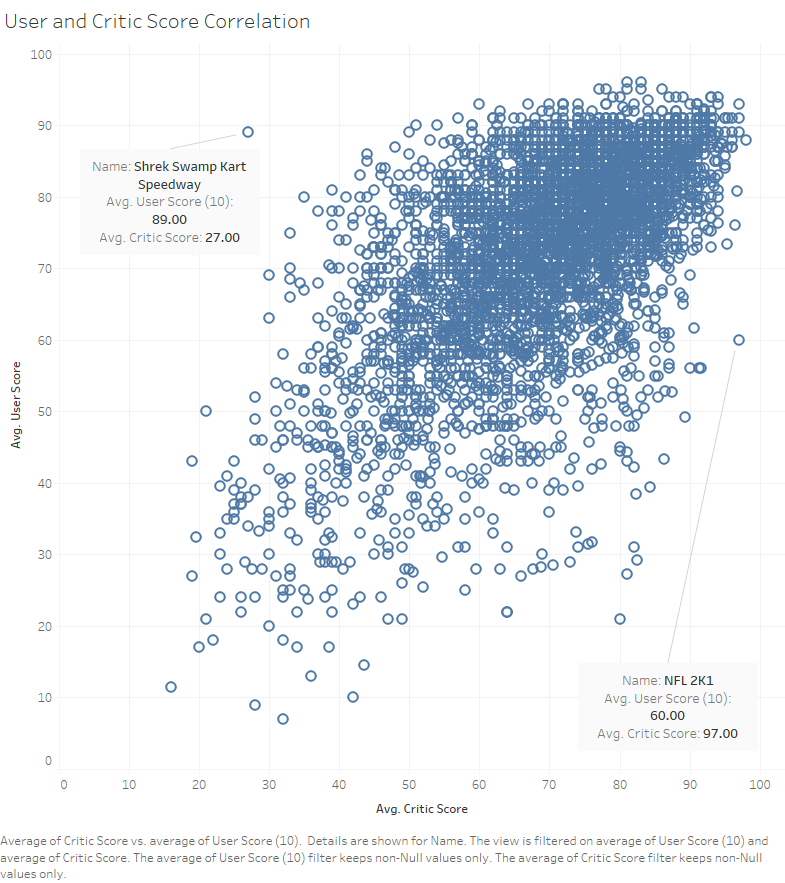 User and Critic Score Correlation
100
90
80
70
60
50
40
30
20
10
0
Avg. User Score
Name: Shrek Swamp Kart
Speedway
Avg. User Score (10):
89.00
Avg. Critic Score: 27.00
Name: NFL 2K1
Avg. User Score (10):
60.00
Avg. Critic Score: 97.00
0 10 20 30 40 50 60 70 80 90 100
Avg. Critic Score
Average of Critic Score vs. average of User Score (10). Details are shown for Name. The view is filtered on average of User Score (10) and
average of Critic Score. The average of User Score (10) filter keeps non-Null values only. The average of Critic Score filter keeps non-Null
values only.